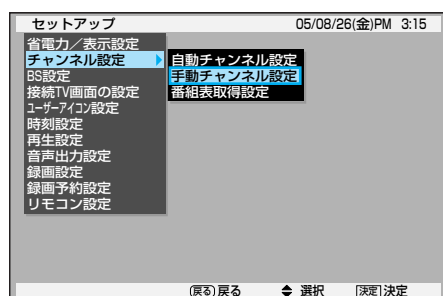 セットアップ 05/08/26(金)PM 3:15
省電力／表示設定
チャンネル設定
自動チャンネル設定
手動チャンネル設定
番組表取得設定
BS設定
接続TV画面の設定
ユーザーアイコン設定
時刻設定
再生設定
音声出力設定
録画設定
録画予約設定
リモコン設定
戻る 戻る 選択 決定 決定